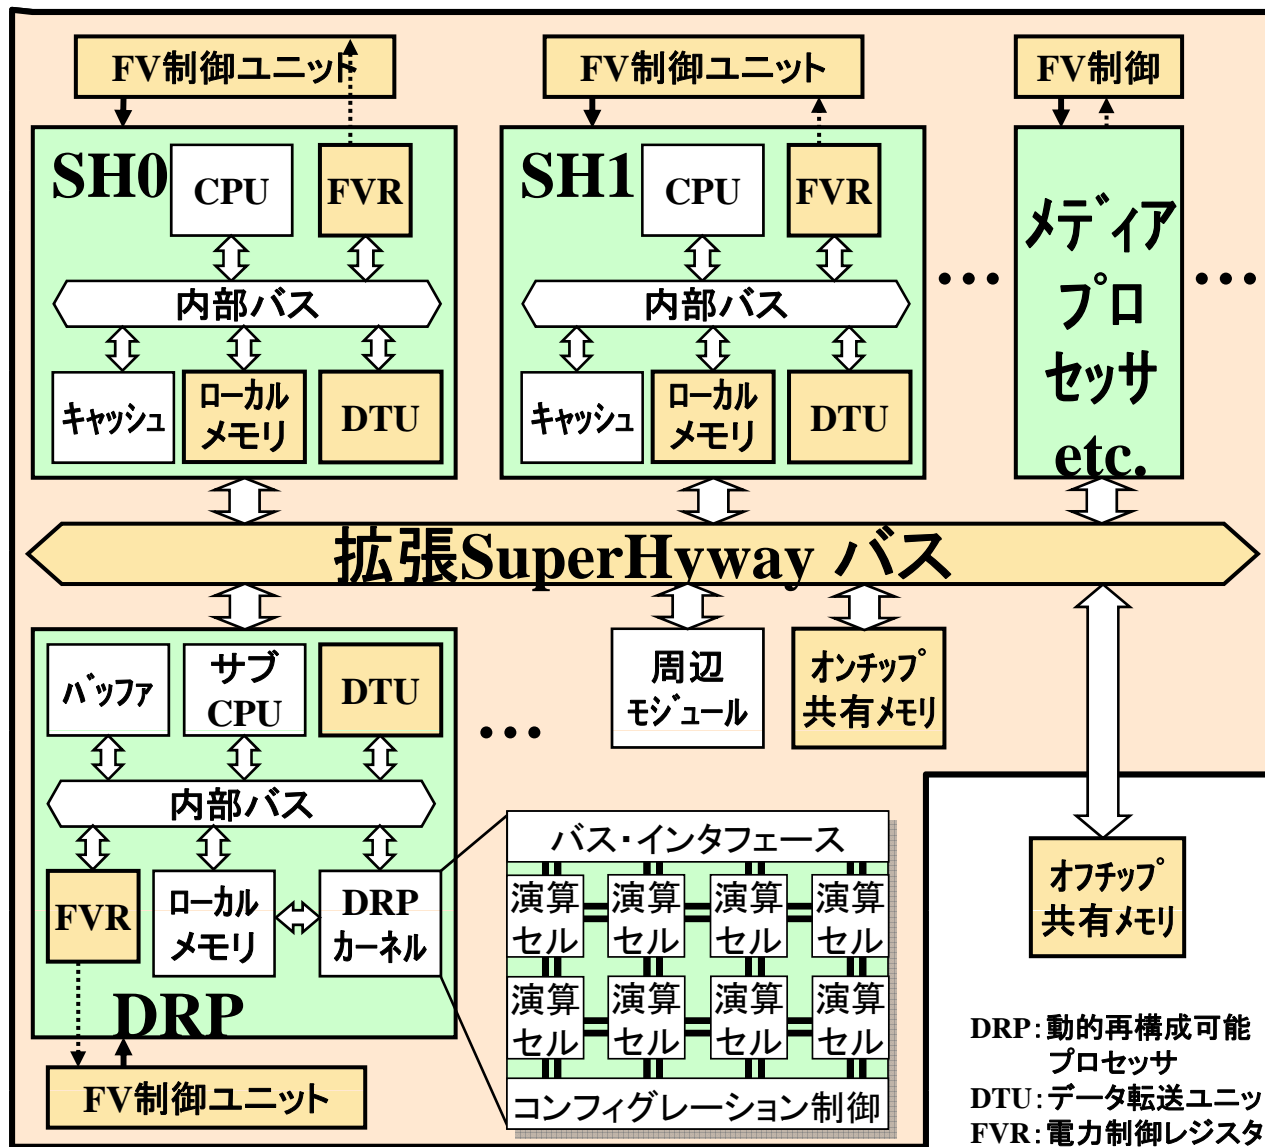 FV制御ユニット
FV制御ユニット
FV制御
SH0
CPU
FVR
内部バス
キャッシュ
ローカル
メモリ
DTU
SH1
CPU
FVR
内部バス
キャッシュ
ローカル
メモリ
DTU
…
メディア
プロ
セッサ
etc.
…
拡張SuperHyway バス
バッファ
サブ
CPU
DTU
内部バス
FVR
ローカル
メモリ
DRP
カーネル
DRP
FV制御ユニット
…
周辺
モジュール
オンチップ
共有メモリ
バス・インタフェース
演算
セル
演算
セル
演算
セル
演算
セル
演算
セル
演算
セル
演算
セル
演算
セル
コンフィグレーション制御
オフチップ
共有メモリ
DRP：動的再構成可能
プロセッサ
DTU：データ転送ユニッ
FVR：電力制御レジスタ